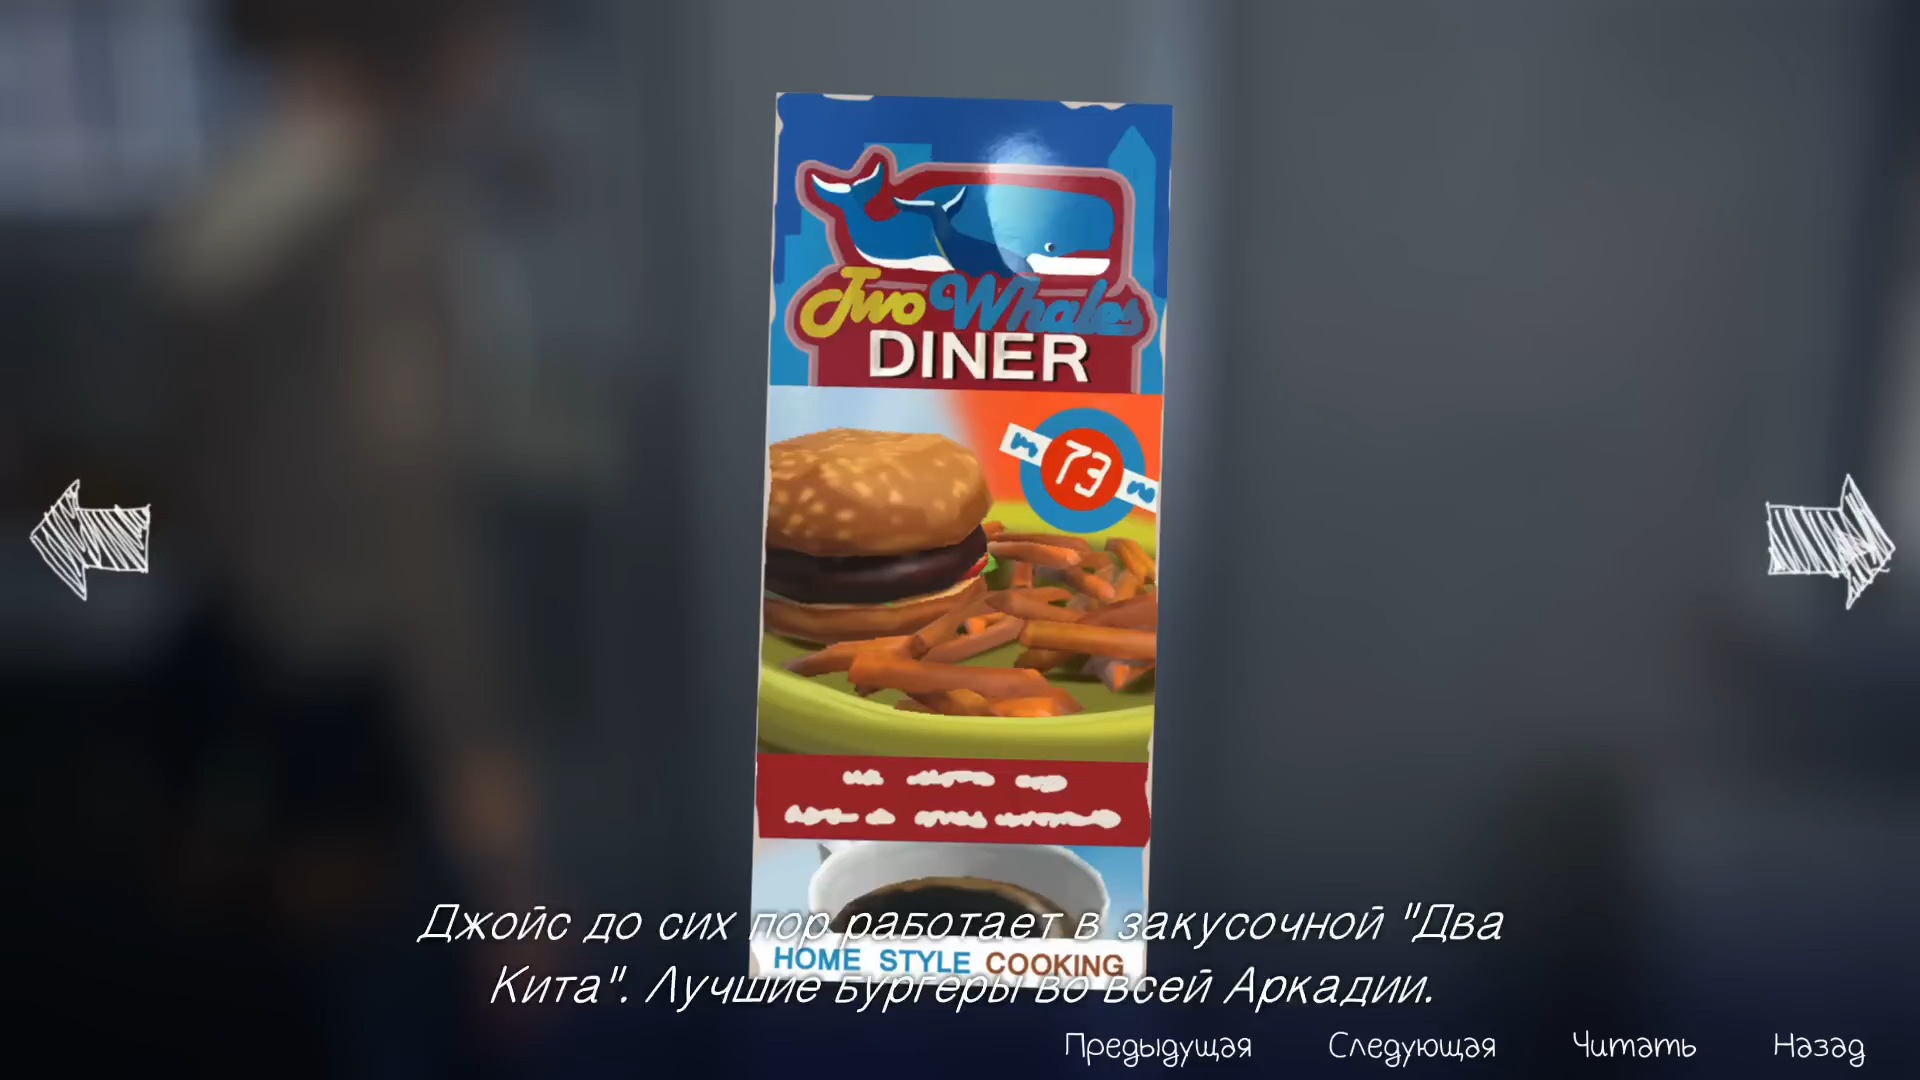 Two Whales
DINER
73
HOME STYLE COOKING
Джойс до сих пор работает в закусочной "Два
Кита". Лучшие бургеры во всей Аркадии.
Предыдущая Следующая Читать Назад